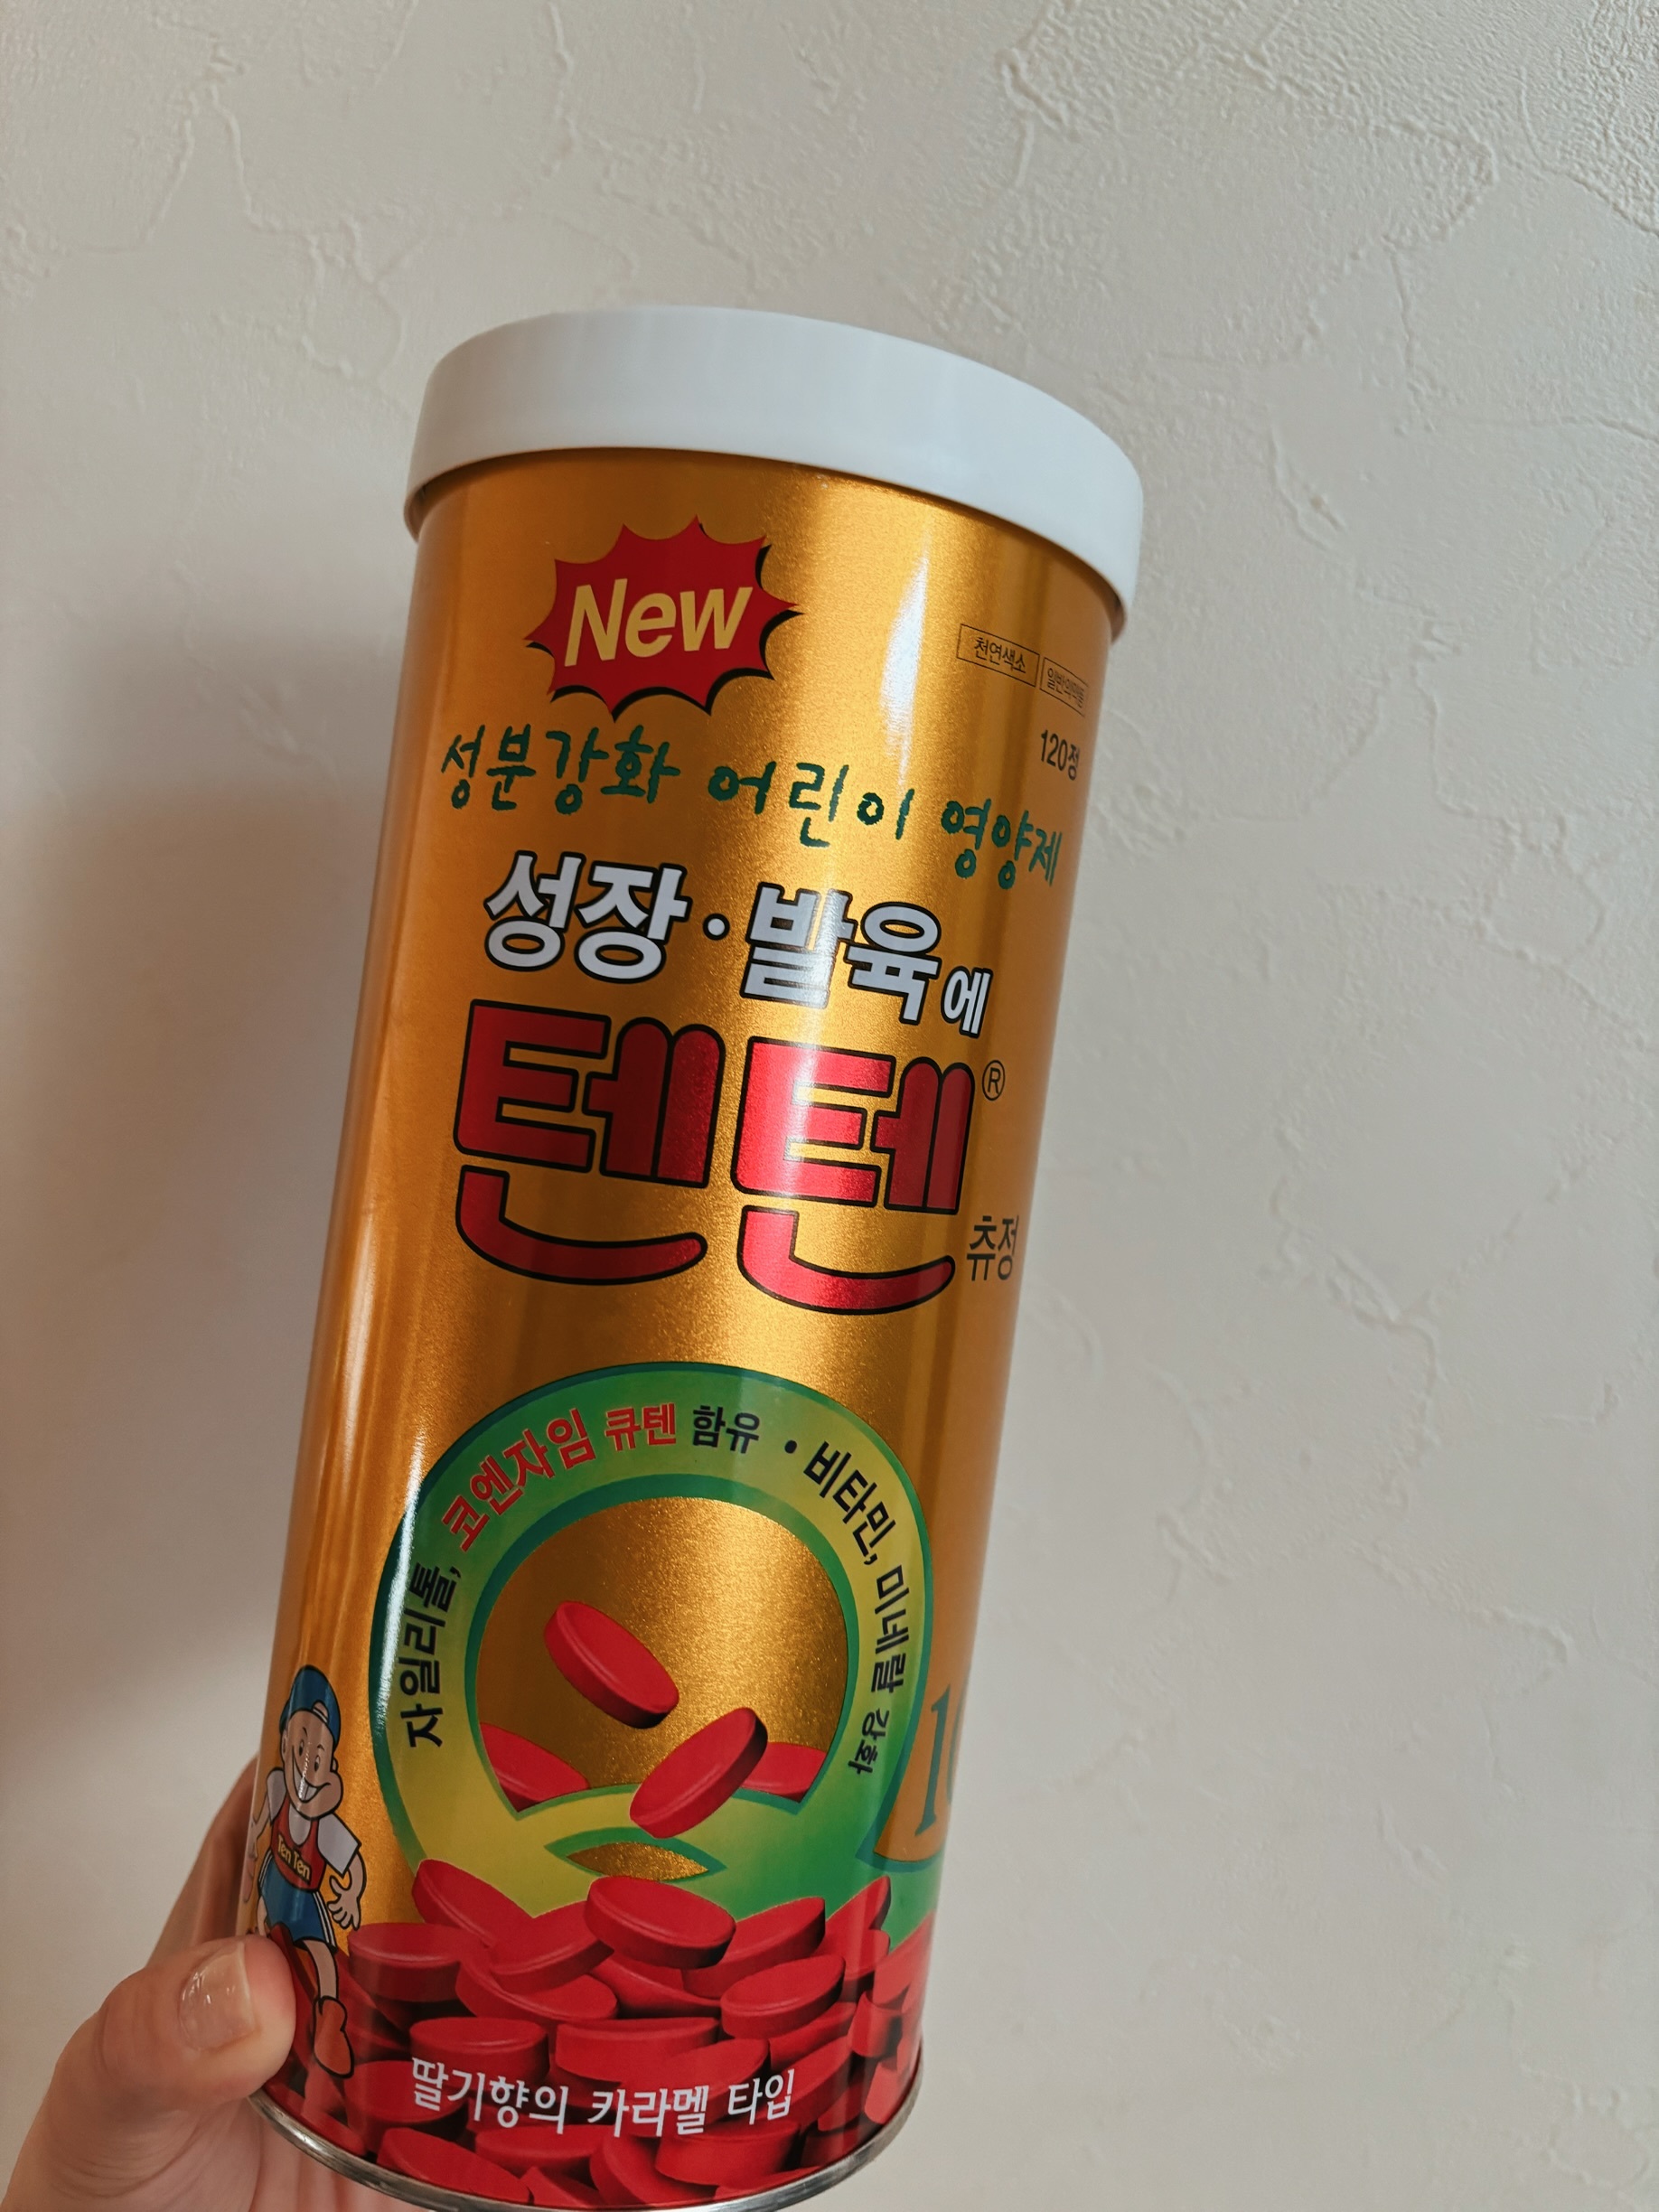 New
천연색소 일반의약품
120정
성분강화 어린이 영양제
성장·발육에
텐텐®
츄정
자일리톨, 코엔자임 큐텐 함유 · 비타민, 미네랄 강화
Ten Ten
딸기향의 카라멜 타입